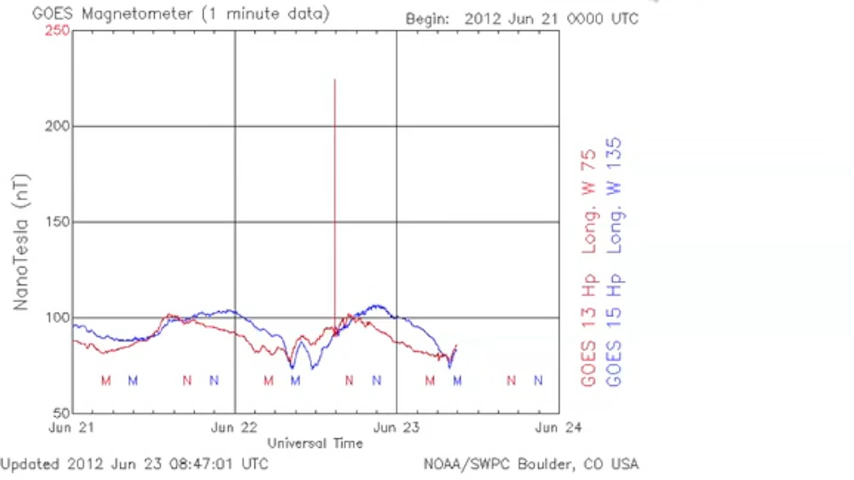 GOES Magnetometer (1 minute data)
Begin: 2012 Jun 21 0000 UTC
250
200
150
100
50
NanoTesla (nT)
M M N N M M N N M M N N
Jun 21 Jun 22 Jun 23 Jun 24
Universal Time
Updated 2012 Jun 23 08:47:01 UTC
NOAA/SWPC Boulder, CO USA
GOES 13 Hp Long. W 75
GOES 15 Hp Long. W 135